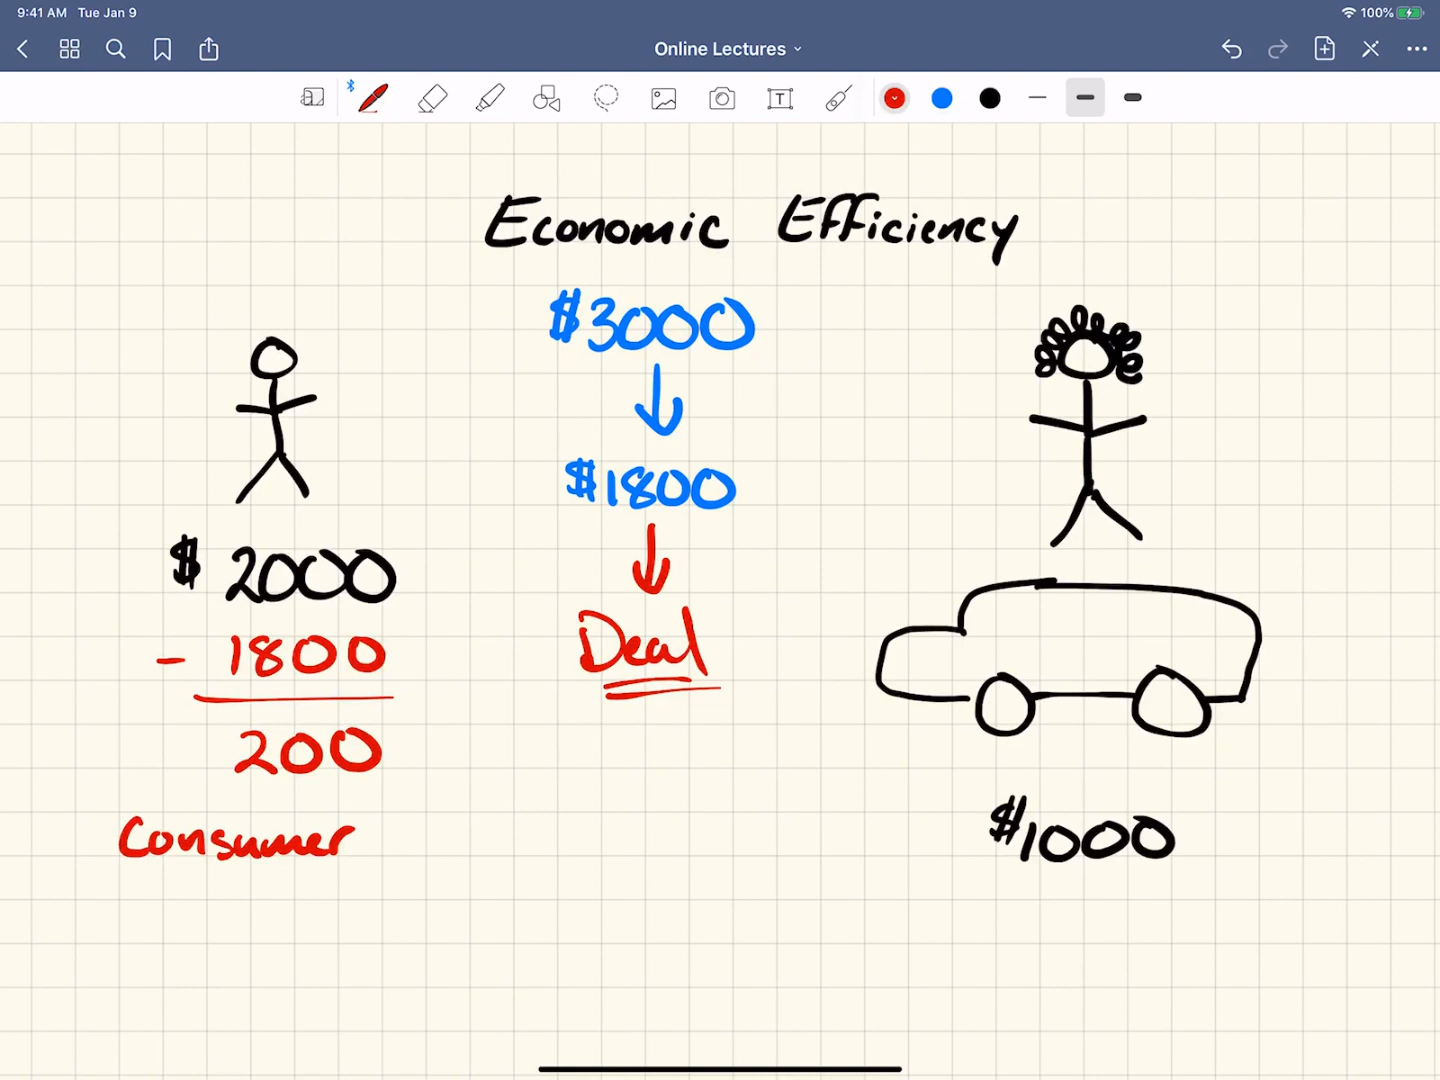 9:41 AM Tue Jan 9
100%
Online Lectures
Economic Efficiency
$3000
$1800
Deal
$ 2000
- 1800
200
Consumer
$1000